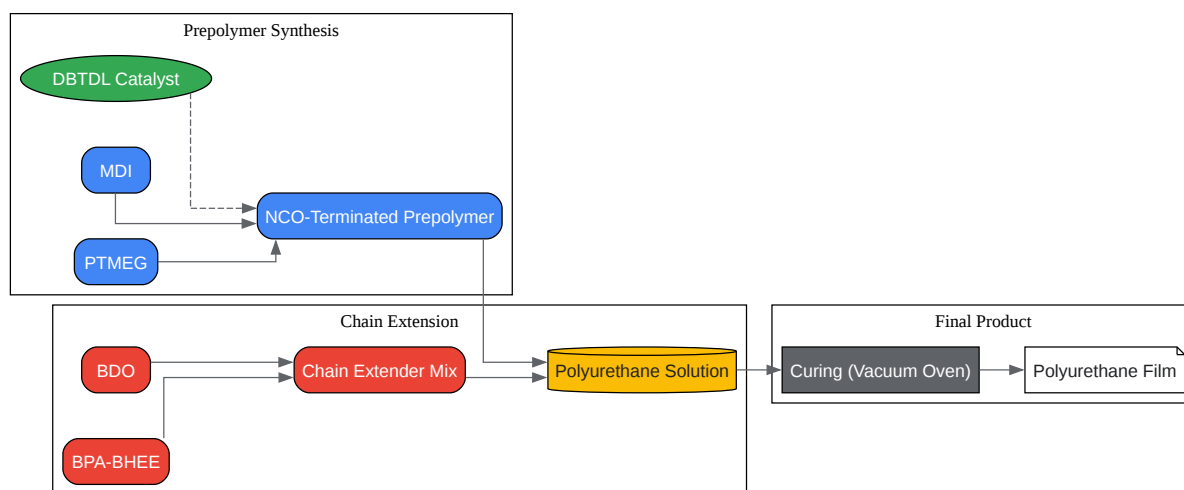 Prepolymer Synthesis
DBTDL Catalyst
MDI
NCO-Terminated Prepolymer
PTMEG
Chain Extension
BDO
Chain Extender Mix
Polyurethane Solution
BPA-BHEE
Final Product
Curing (Vacuum Oven)
Polyurethane Film